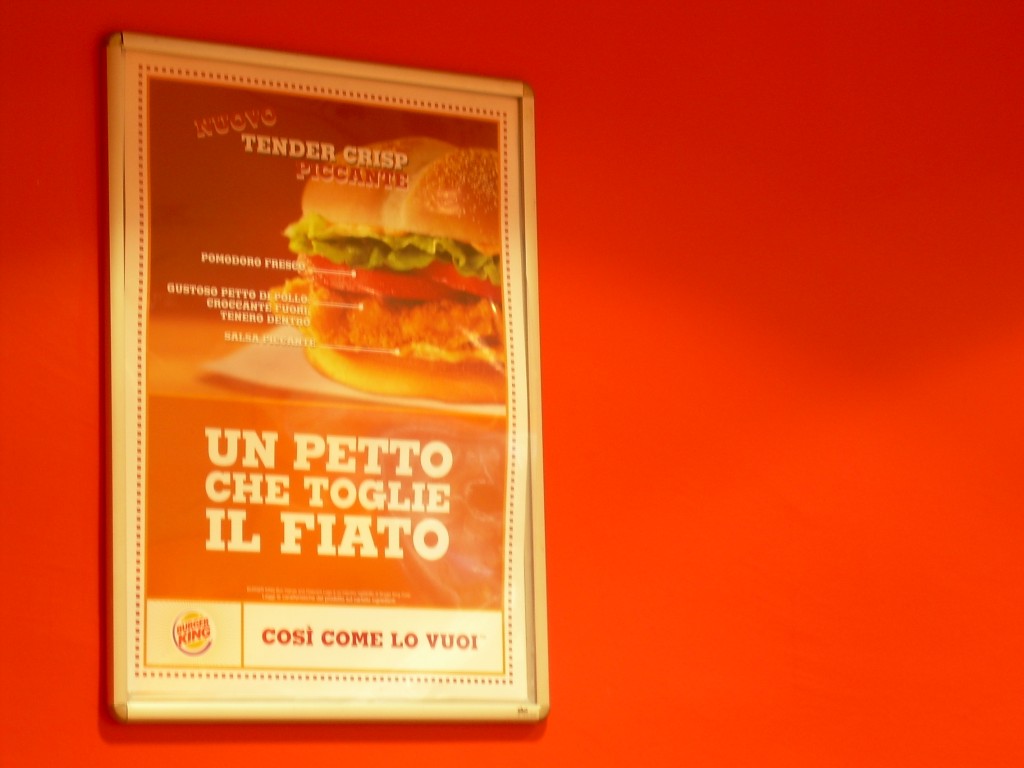 NUOVO
TENDER CRISP
PICCANTE
POMODORO FRESCO
GUSTOSO PETTO DI POLLO
CROCCANTE FUORI,
TENERO DENTRO
SALSA PICCANTE
UN PETTO
CHE TOGLIE
IL FIATO
BURGER
KING
COSÌ COME LO VUOI™